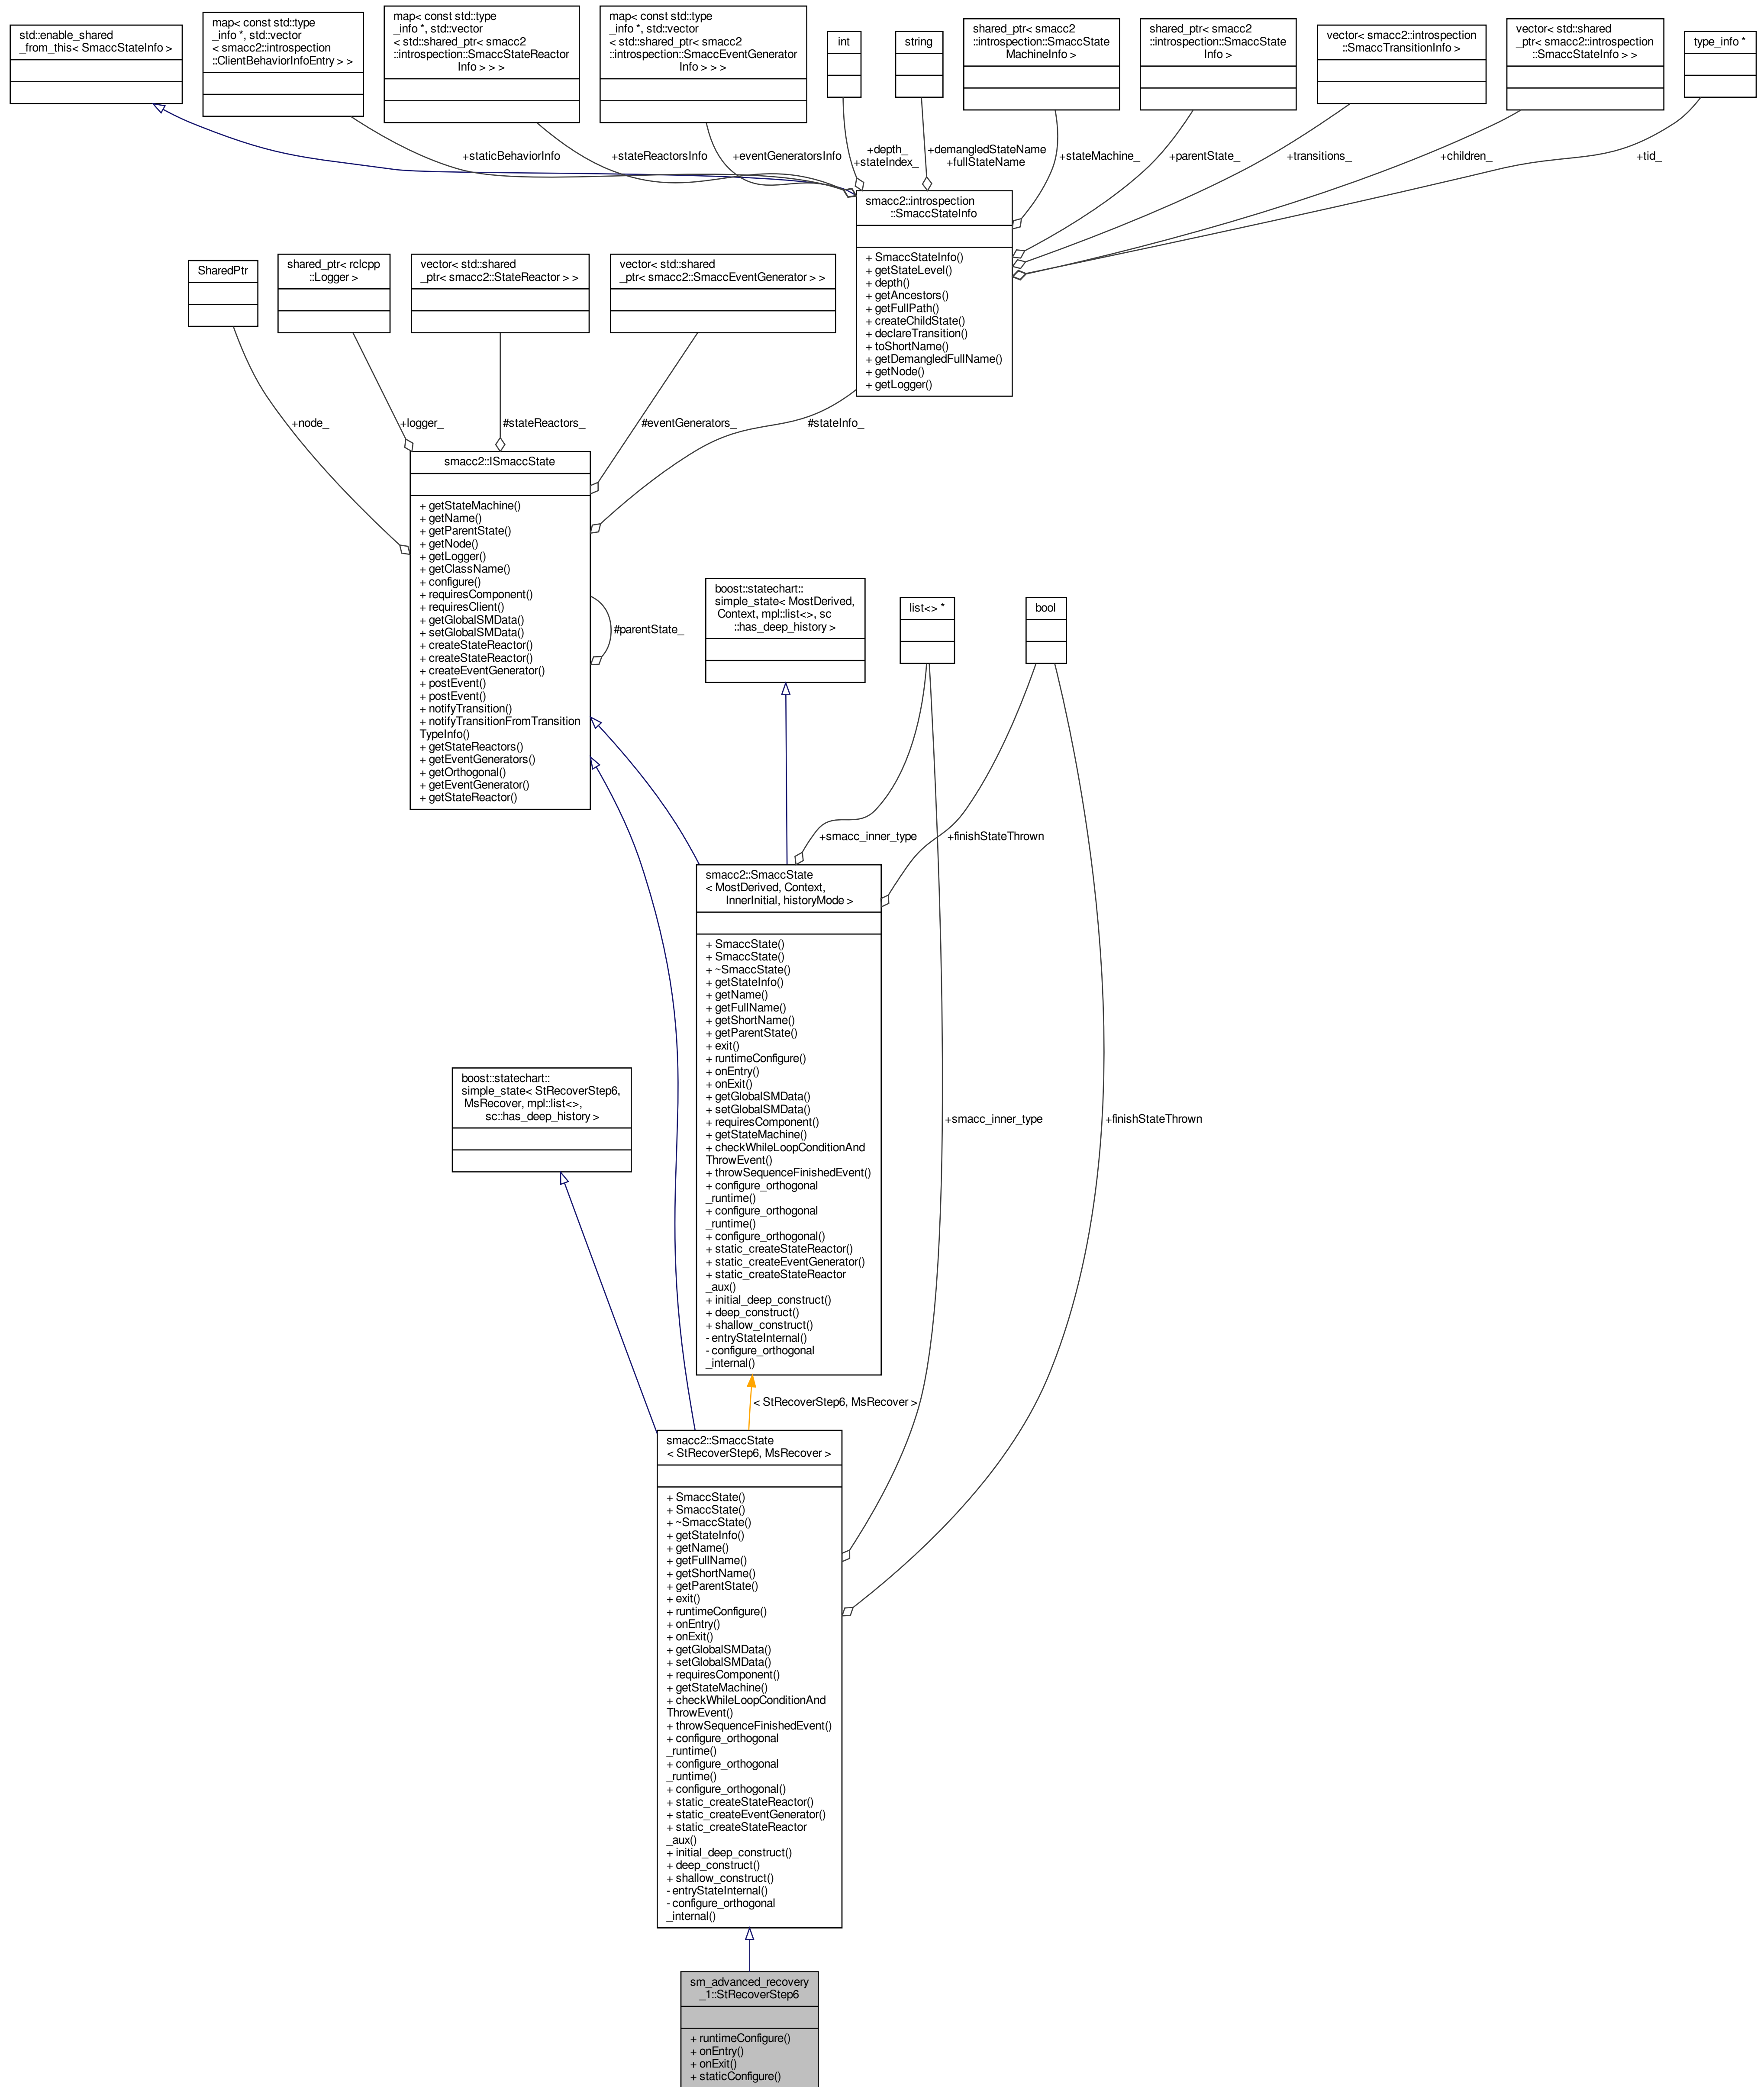 std::enable_shared
_from_this< SmaccStateInfo >
map< const std::type
_info *, std::vector
< smacc2::introspection
::ClientBehaviorInfoEntry > >
map< const std::type
_info *, std::vector
< std::shared_ptr< smacc2
::introspection::SmaccStateReactor
Info > > >
map< const std::type
_info *, std::vector
< std::shared_ptr< smacc2
::introspection::SmaccEventGenerator
Info > > >
int
string
shared_ptr< smacc2
::introspection::SmaccState
MachineInfo >
shared_ptr< smacc2
::introspection::SmaccState
Info >
vector< smacc2::introspection
::SmaccTransitionInfo >
vector< std::shared
_ptr< smacc2::introspection
::SmaccStateInfo > >
type_info *
+staticBehaviorInfo
+stateReactorsInfo
+eventGeneratorsInfo
+depth_
+stateIndex_
+demangledStateName
+fullStateName
+stateMachine_
+parentState_
+transitions_
+children_
+tid_
smacc2::introspection
::SmaccStateInfo
+ SmaccStateInfo()
+ getStateLevel()
+ depth()
+ getAncestors()
+ getFullPath()
+ createChildState()
+ declareTransition()
+ toShortName()
+ getDemangledFullName()
+ getNode()
+ getLogger()
SharedPtr
shared_ptr< rclcpp
::Logger >
vector< std::shared
_ptr< smacc2::StateReactor > >
vector< std::shared
_ptr< smacc2::SmaccEventGenerator > >
+node_
+logger_
#stateReactors_
#eventGenerators_
#stateInfo_
smacc2::ISmaccState
+ getStateMachine()
+ getName()
+ getParentState()
+ getNode()
+ getLogger()
+ getClassName()
+ configure()
+ requiresComponent()
+ requiresClient()
+ getGlobalSMData()
+ setGlobalSMData()
+ createStateReactor()
+ createStateReactor()
+ createEventGenerator()
+ postEvent()
+ postEvent()
+ notifyTransition()
+ notifyTransitionFromTransition
TypeInfo()
+ getStateReactors()
+ getEventGenerators()
+ getOrthogonal()
+ getEventGenerator()
+ getStateReactor()
#parentState_
boost::statechart::
simple_state< MostDerived,
Context, mpl::list<>, sc
::has_deep_history >
list<> *
bool
+smacc_inner_type
+finishStateThrown
smacc2::SmaccState
< MostDerived, Context,
InnerInitial, historyMode >
+ SmaccState()
+ SmaccState()
+ ~SmaccState()
+ getStateInfo()
+ getName()
+ getFullName()
+ getShortName()
+ getParentState()
+ exit()
+ runtimeConfigure()
+ onEntry()
+ onExit()
+ getGlobalSMData()
+ setGlobalSMData()
+ requiresComponent()
+ getStateMachine()
+ checkWhileLoopConditionAnd
ThrowEvent()
+ throwSequenceFinishedEvent()
+ configure_orthogonal
_runtime()
+ configure_orthogonal
_runtime()
+ configure_orthogonal()
+ static_createStateReactor()
+ static_createEventGenerator()
+ static_createStateReactor
_aux()
+ initial_deep_construct()
+ deep_construct()
+ shallow_construct()
- entryStateInternal()
- configure_orthogonal
_internal()
boost::statechart::
simple_state< StRecoverStep6,
MsRecover, mpl::list<>,
sc::has_deep_history >
+smacc_inner_type
+finishStateThrown
< StRecoverStep6, MsRecover >
smacc2::SmaccState
< StRecoverStep6, MsRecover >
+ SmaccState()
+ SmaccState()
+ ~SmaccState()
+ getStateInfo()
+ getName()
+ getFullName()
+ getShortName()
+ getParentState()
+ exit()
+ runtimeConfigure()
+ onEntry()
+ onExit()
+ getGlobalSMData()
+ setGlobalSMData()
+ requiresComponent()
+ getStateMachine()
+ checkWhileLoopConditionAnd
ThrowEvent()
+ throwSequenceFinishedEvent()
+ configure_orthogonal
_runtime()
+ configure_orthogonal
_runtime()
+ configure_orthogonal()
+ static_createStateReactor()
+ static_createEventGenerator()
+ static_createStateReactor
_aux()
+ initial_deep_construct()
+ deep_construct()
+ shallow_construct()
- entryStateInternal()
- configure_orthogonal
_internal()
sm_advanced_recovery
_1::StRecoverStep6
+ runtimeConfigure()
+ onEntry()
+ onExit()
+ staticConfigure()